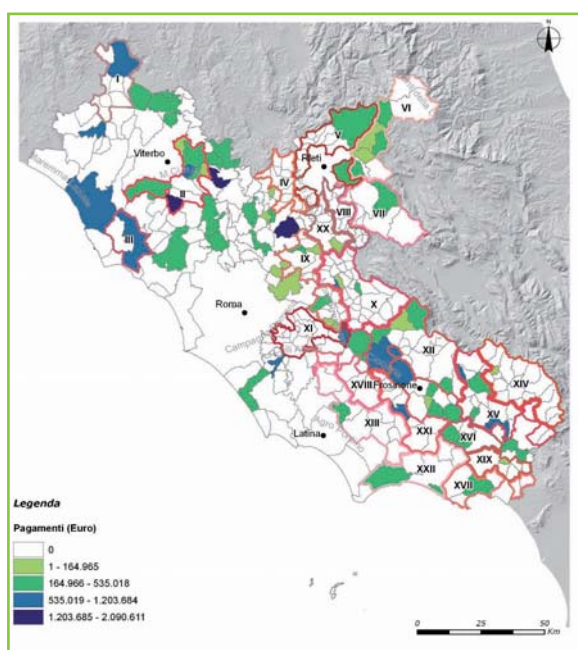 N
I
VI
V
Viterbo
Rieti
IV
II
VIII
VII
III
XX
IX
X
Roma
XI
XII
XIV
XVIII
Frosinone
XV
XIII
XXI
XVI
Latina
XIX
XXII
XVII
Legenda
Pagamenti (Euro)
0
1 - 164.965
164.966 - 535.018
535.019 - 1.203.684
1.203.685 - 2.090.611
0 25 50
Km